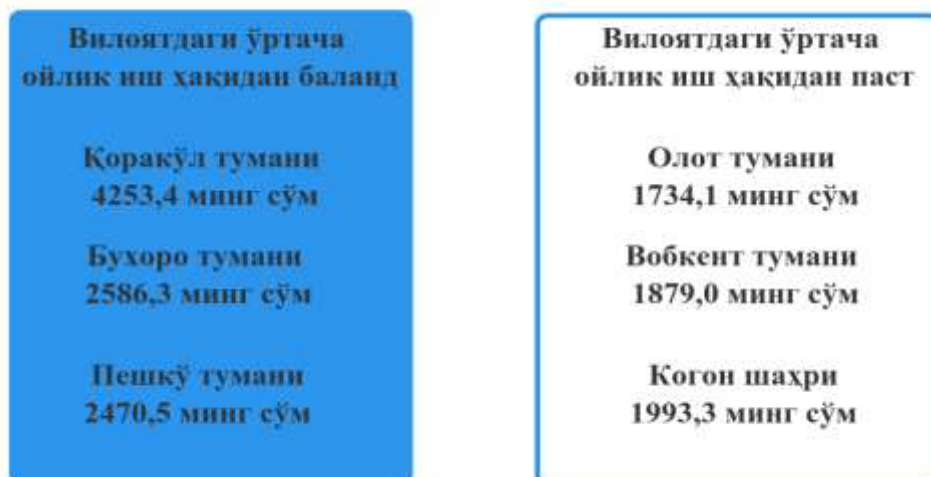 Вилоятдаги ўртача
ойлик иш ҳақидан баланд
Қоракўл тумани
4253,4 минг сўм
Бухоро тумани
2586,3 минг сўм
Пешкў тумани
2470,5 минг сўм
Вилоятдаги ўртача
ойлик иш ҳақидан паст
Олот тумани
1734,1 минг сўм
Вобкент тумани
1879,0 минг сўм
Когон шаҳри
1993,3 минг сўм